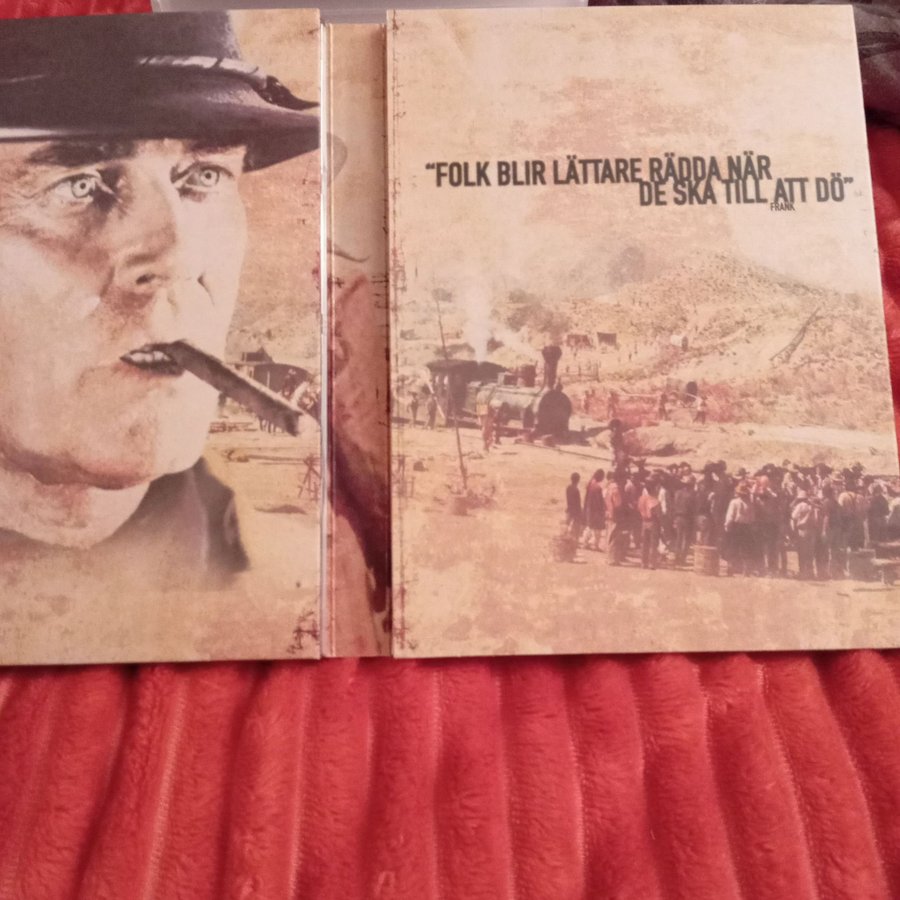 “FOLK BLIR LÄTTARE RÄDDA NÄR
DE SKA TILL ATT DÖ”
FRANK